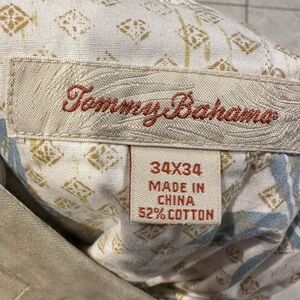 Tommy Bahama
34X34
MADE IN
CHINA
52% COTTON